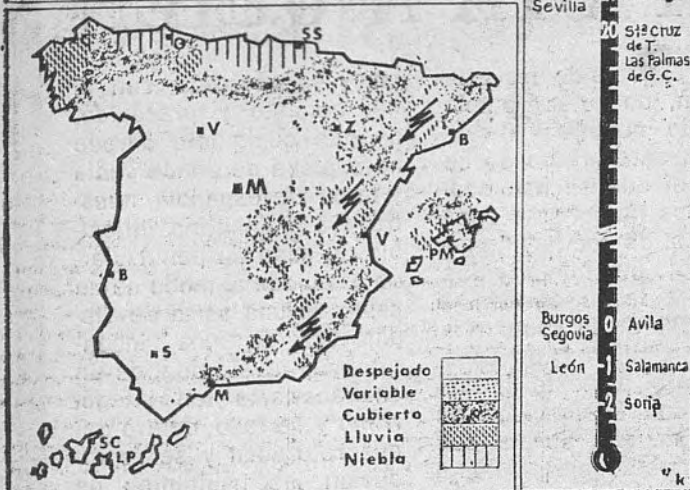 Sevilla
20
Sta Cruz
de T.
Las Palmas
de G.C.
SS
V
Z
B
M
V
PM
B
S
M
SC
LP
Despejado
Variable
Cubierto
Lluvia
Niebla
Burgos
Segovia
0
Avila
León
-1
Salamanca
-2
Soria